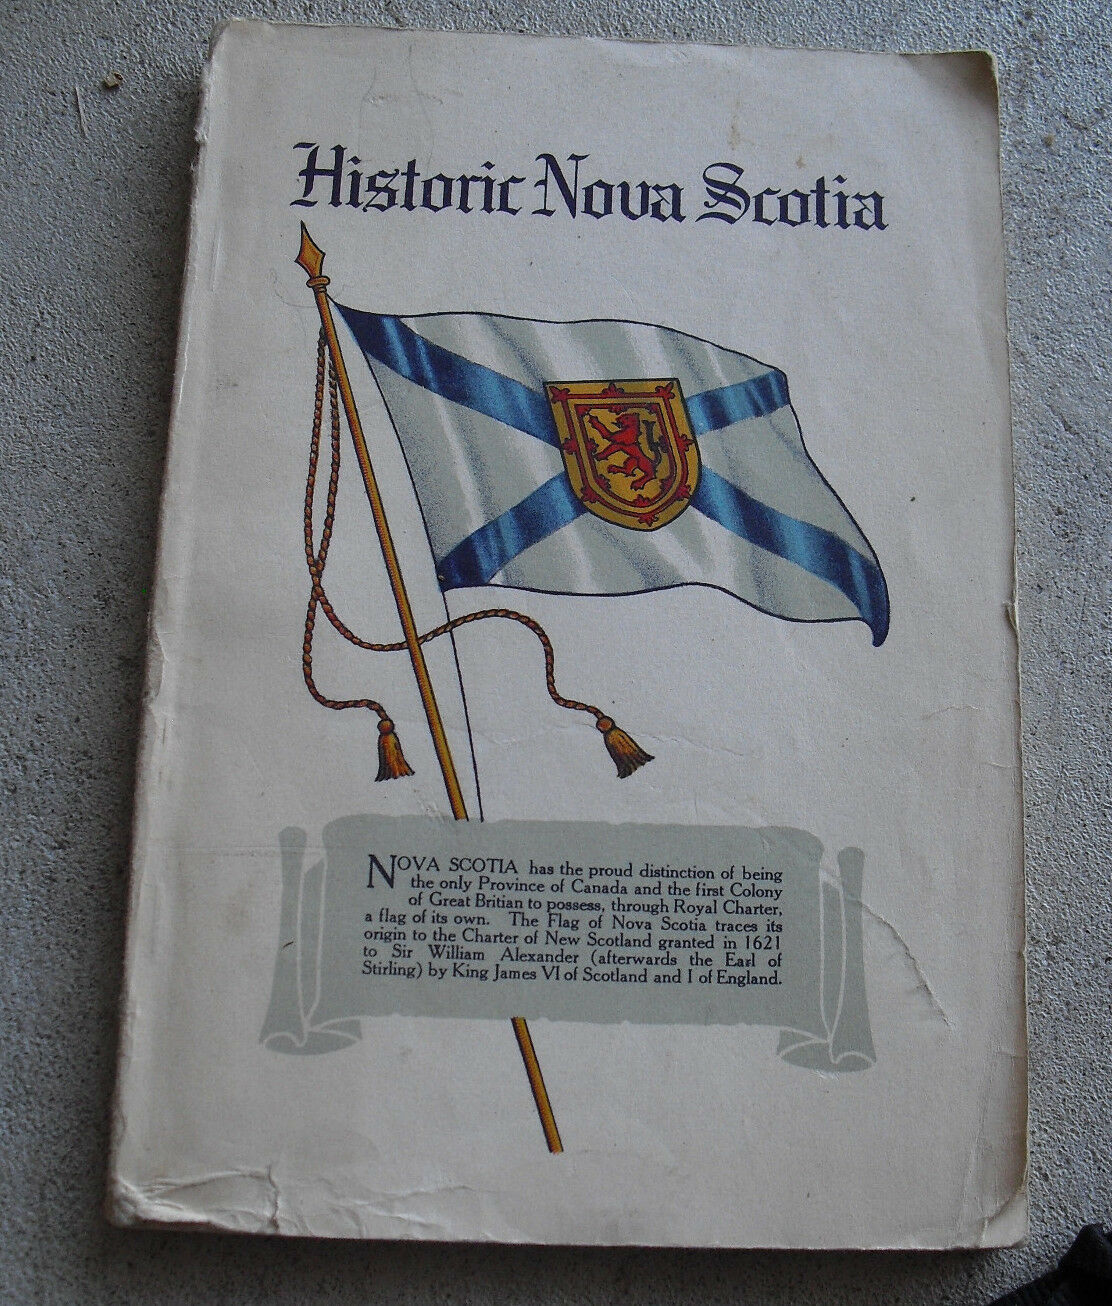 Historic Nova Scotia
NOVA SCOTIA has the proud distinction of being
the only Province of Canada and the first Colony
of Great Britian to possess, through Royal Charter,
a flag of its own. The Flag of Nova Scotia traces its
origin to the Charter of New Scotland granted in 1621
to Sir William Alexander (afterwards the Earl of
Stirling) by King James VI of Scotland and I of England.